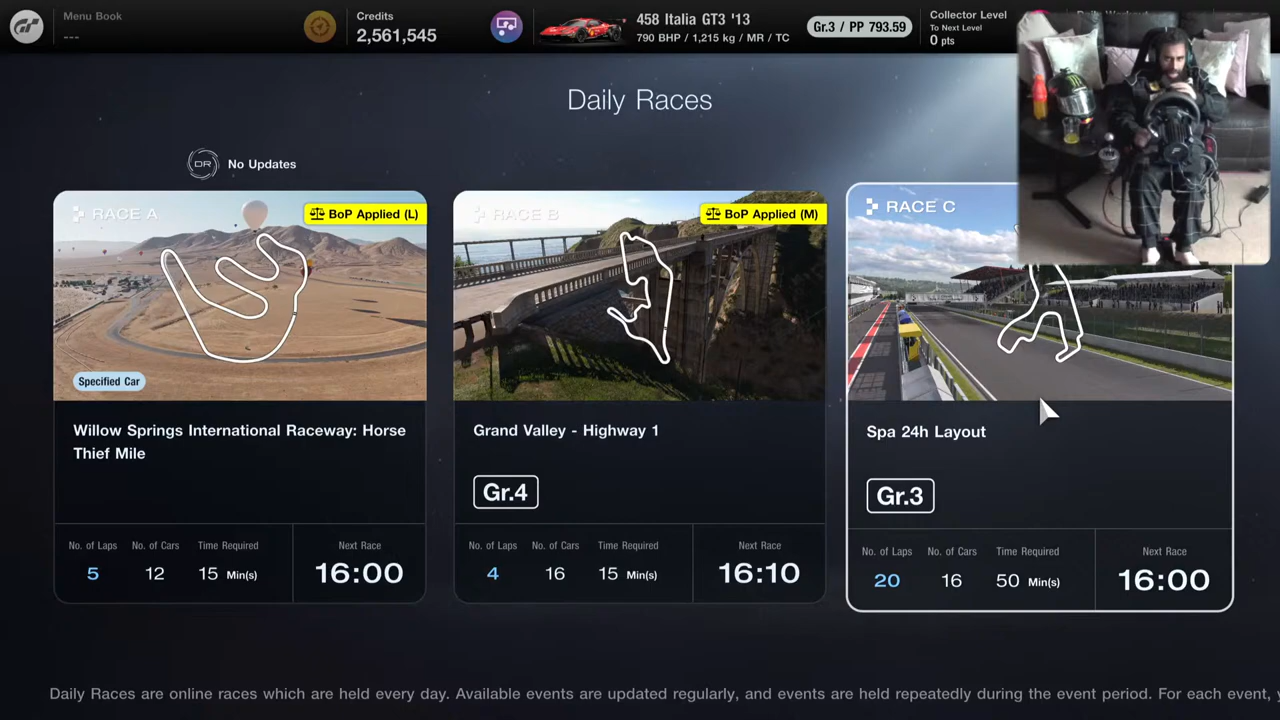 Menu Book
---
Credits
2,561,545
458 Italia GT3 '13
790 BHP / 1,215 kg / MR / TC
Gr.3 / PP 793.59
Collector Level
To Next Level
0 pts
Daily Races
DR No Updates
RACE A
BoP Applied (L)
Specified Car
Willow Springs International Raceway: Horse
Thief Mile
No. of Laps
5
No. of Cars
12
Time Required
15 Min(s)
Next Race
16:00
RACE B
BoP Applied (M)
Grand Valley - Highway 1
Gr.4
No. of Laps
4
No. of Cars
16
Time Required
15 Min(s)
Next Race
16:10
RACE C
Spa 24h Layout
Gr.3
No. of Laps
20
No. of Cars
16
Time Required
50 Min(s)
Next Race
16:00
Daily Races are online races which are held every day. Available events are updated regularly, and events are held repeatedly during the event period. For each event,